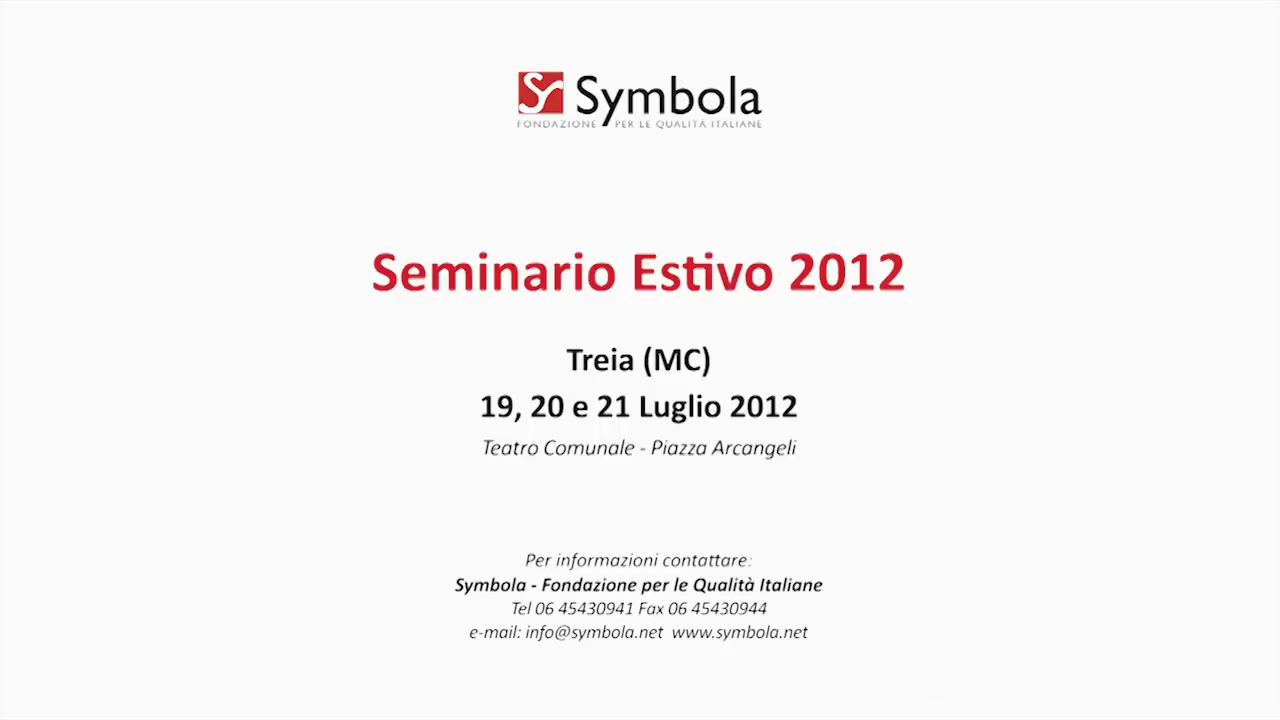 Symbola
FONDAZIONE PER LE QUALITÀ ITALIANE
Seminario Estivo 2012
Treia (MC)
19, 20 e 21 Luglio 2012
Teatro Comunale - Piazza Arcangeli
Per informazioni contattare:
Symbola - Fondazione per le Qualità Italiane
Tel 06 45430941 Fax 06 45430944
e-mail: info@symbola.net www.symbola.net